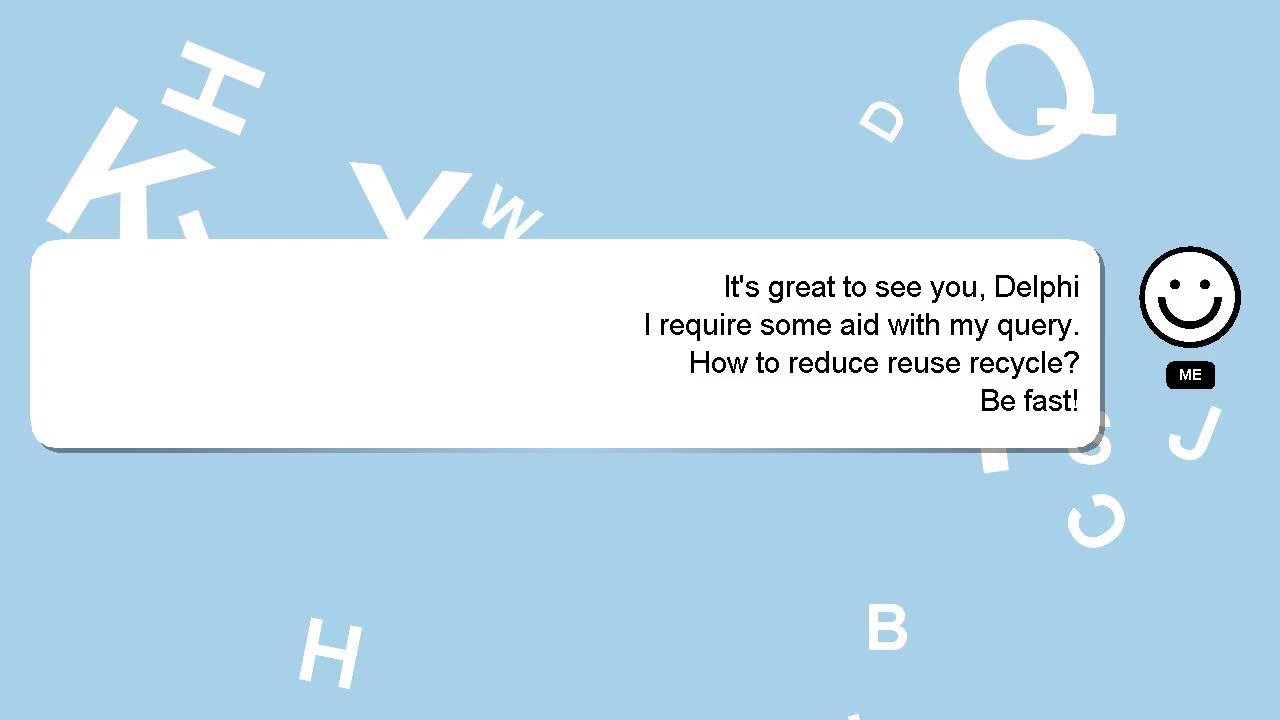 H
K
Y
W
D
Q
It's great to see you, Delphi
I require some aid with my query.
How to reduce reuse recycle?
Be fast!
ME
S
J
C
H
B